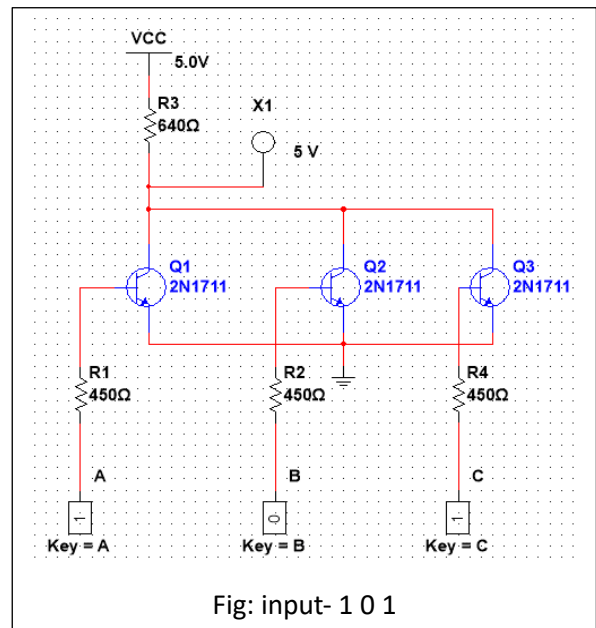 VCC
5.0V
R3
640Ω
X1
5 V
Q1
2N1711
Q2
2N1711
Q3
2N1711
R1
450Ω
R2
450Ω
R4
450Ω
A
B
C
1
0
1
Key = A
Key = B
Key = C
Fig: input- 1 0 1